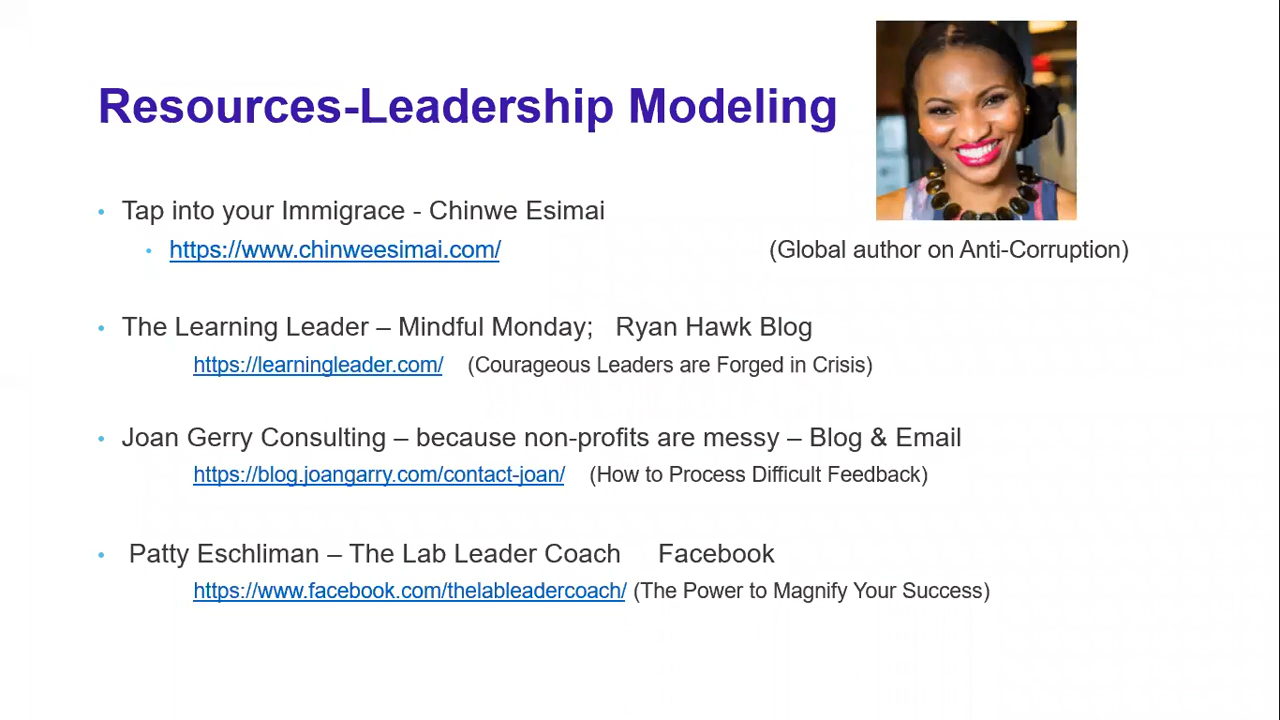 Resources-Leadership Modeling
• Tap into your Immigrace - Chinwe Esimai
• https://www.chinweesimai.com/ (Global author on Anti-Corruption)
• The Learning Leader – Mindful Monday; Ryan Hawk Blog
https://learningleader.com/ (Courageous Leaders are Forged in Crisis)
• Joan Gerry Consulting – because non-profits are messy – Blog & Email
https://blog.joangarry.com/contact-joan/ (How to Process Difficult Feedback)
• Patty Eschliman – The Lab Leader Coach Facebook
https://www.facebook.com/thelableadercoach/ (The Power to Magnify Your Success)